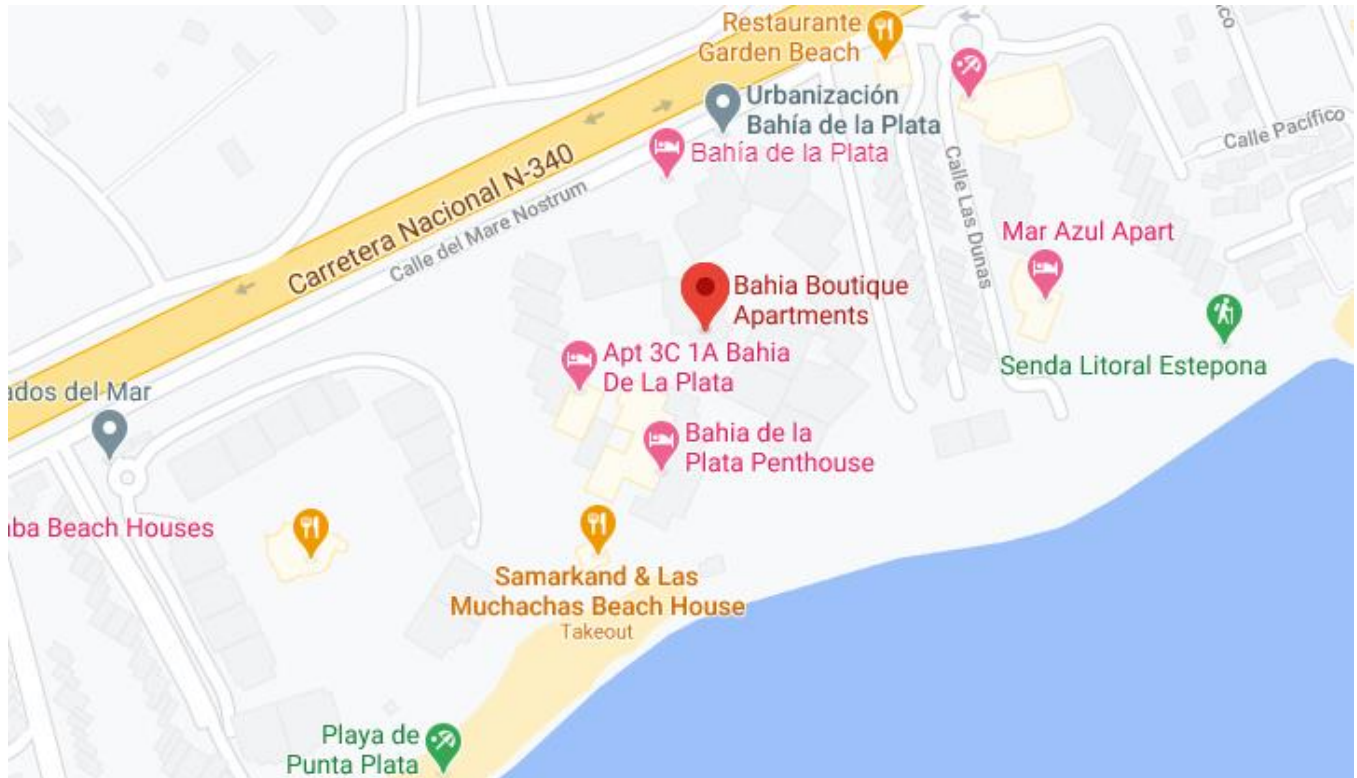 Restaurante
Garden Beach
Urbanización
Bahía de la Plata
Bahía de la Plata
Calle Pacífico
Carretera Nacional N-340
Calle del Mare Nostrum
Calle Las Dunas
Mar Azul Apart
Bahia Boutique
Apartments
Senda Litoral Estepona
Apt 3C 1A Bahia
De La Plata
ados del Mar
Bahia de la
Plata Penthouse
aba Beach Houses
Samarkand & Las
Muchachas Beach House
Takeout
Playa de
Punta Plata